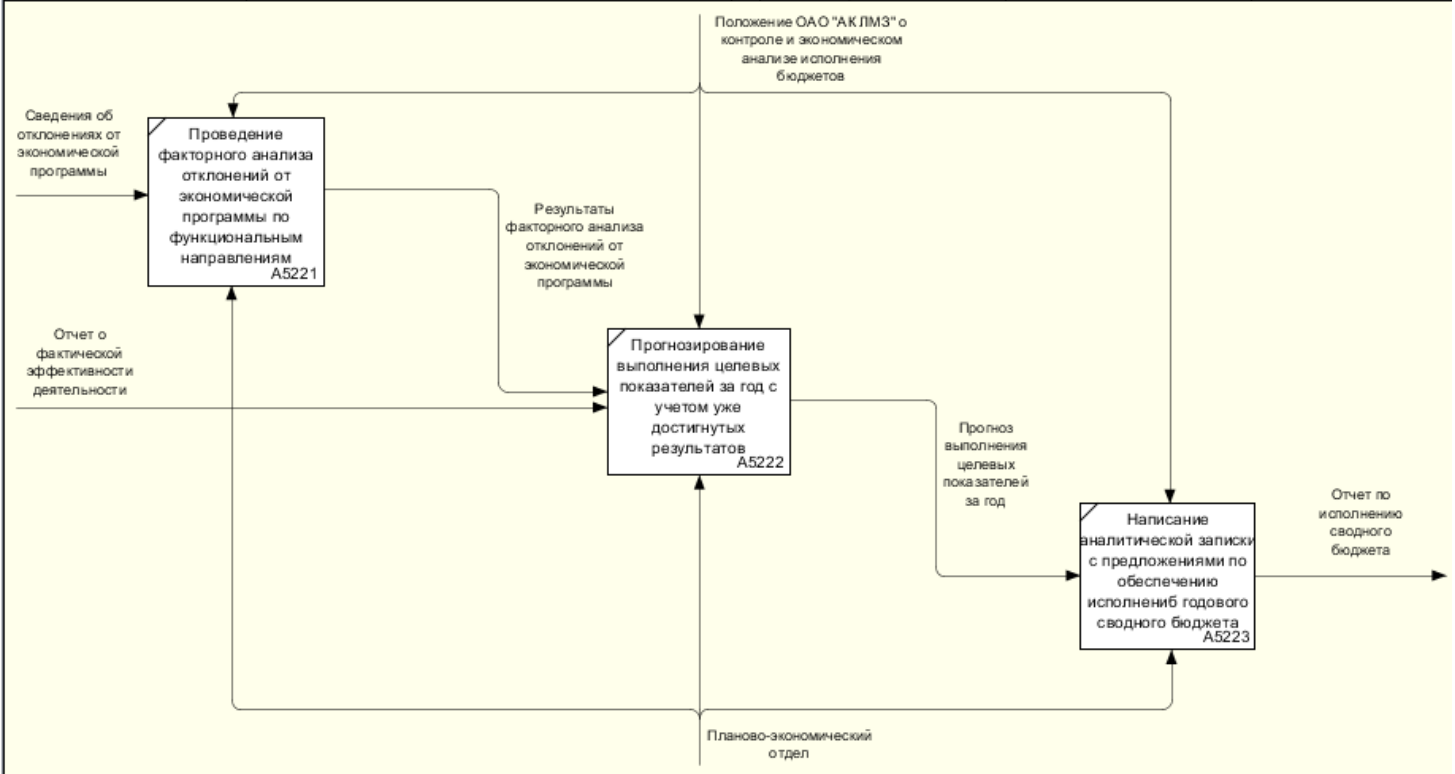 Положение ОАО "АК ЛМЗ" о
контроле и экономическом
анализе исполнения
бюджетов
Сведения об
отклонениях от
экономической
программы
Проведение
факторного анализа
отклонений от
экономической
программы по
функциональным
направлениям
A5221
Результаты
факторного анализа
отклонений от
экономической
программы
Отчет о
фактической
эффективности
деятельности
Прогнозирование
выполнения целевых
показателей за год с
учетом уже
достигнутых
результатов
A5222
Прогноз
выполнения
целевых
показателей
за год
Написание
аналитической записки
с предложениями по
обеспечению
исполнениб годового
сводного бюджета
A5223
Отчет по
исполнению
сводного
бюджета
Планово-экономический
отдел